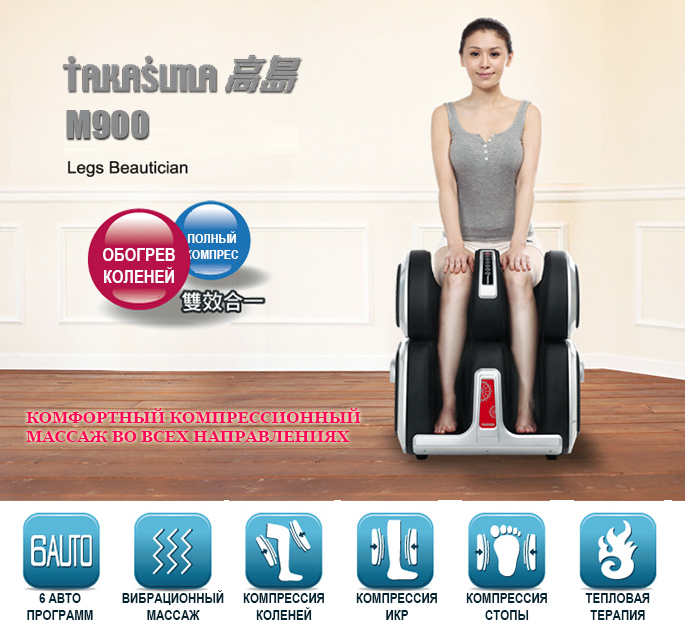 TAKASIMA 高島
M900
Legs Beautician
ОБОГРЕВ
КОЛЕНЕЙ
ПОЛНЫЙ
КОМПРЕС
雙效合一
КОМФОРТНЫЙ КОМПРЕССИОННЫЙ
МАССАЖ ВО ВСЕХ НАПРАВЛЕНИЯХ
6AUTO
6 АВТО
ПРОГРАММ
ВИБРАЦИОННЫЙ
МАССАЖ
КОМПРЕССИЯ
КОЛЕНЕЙ
КОМПРЕССИЯ
ИКР
КОМПРЕССИЯ
СТОПЫ
ТЕПЛОВАЯ
ТЕРАПИЯ